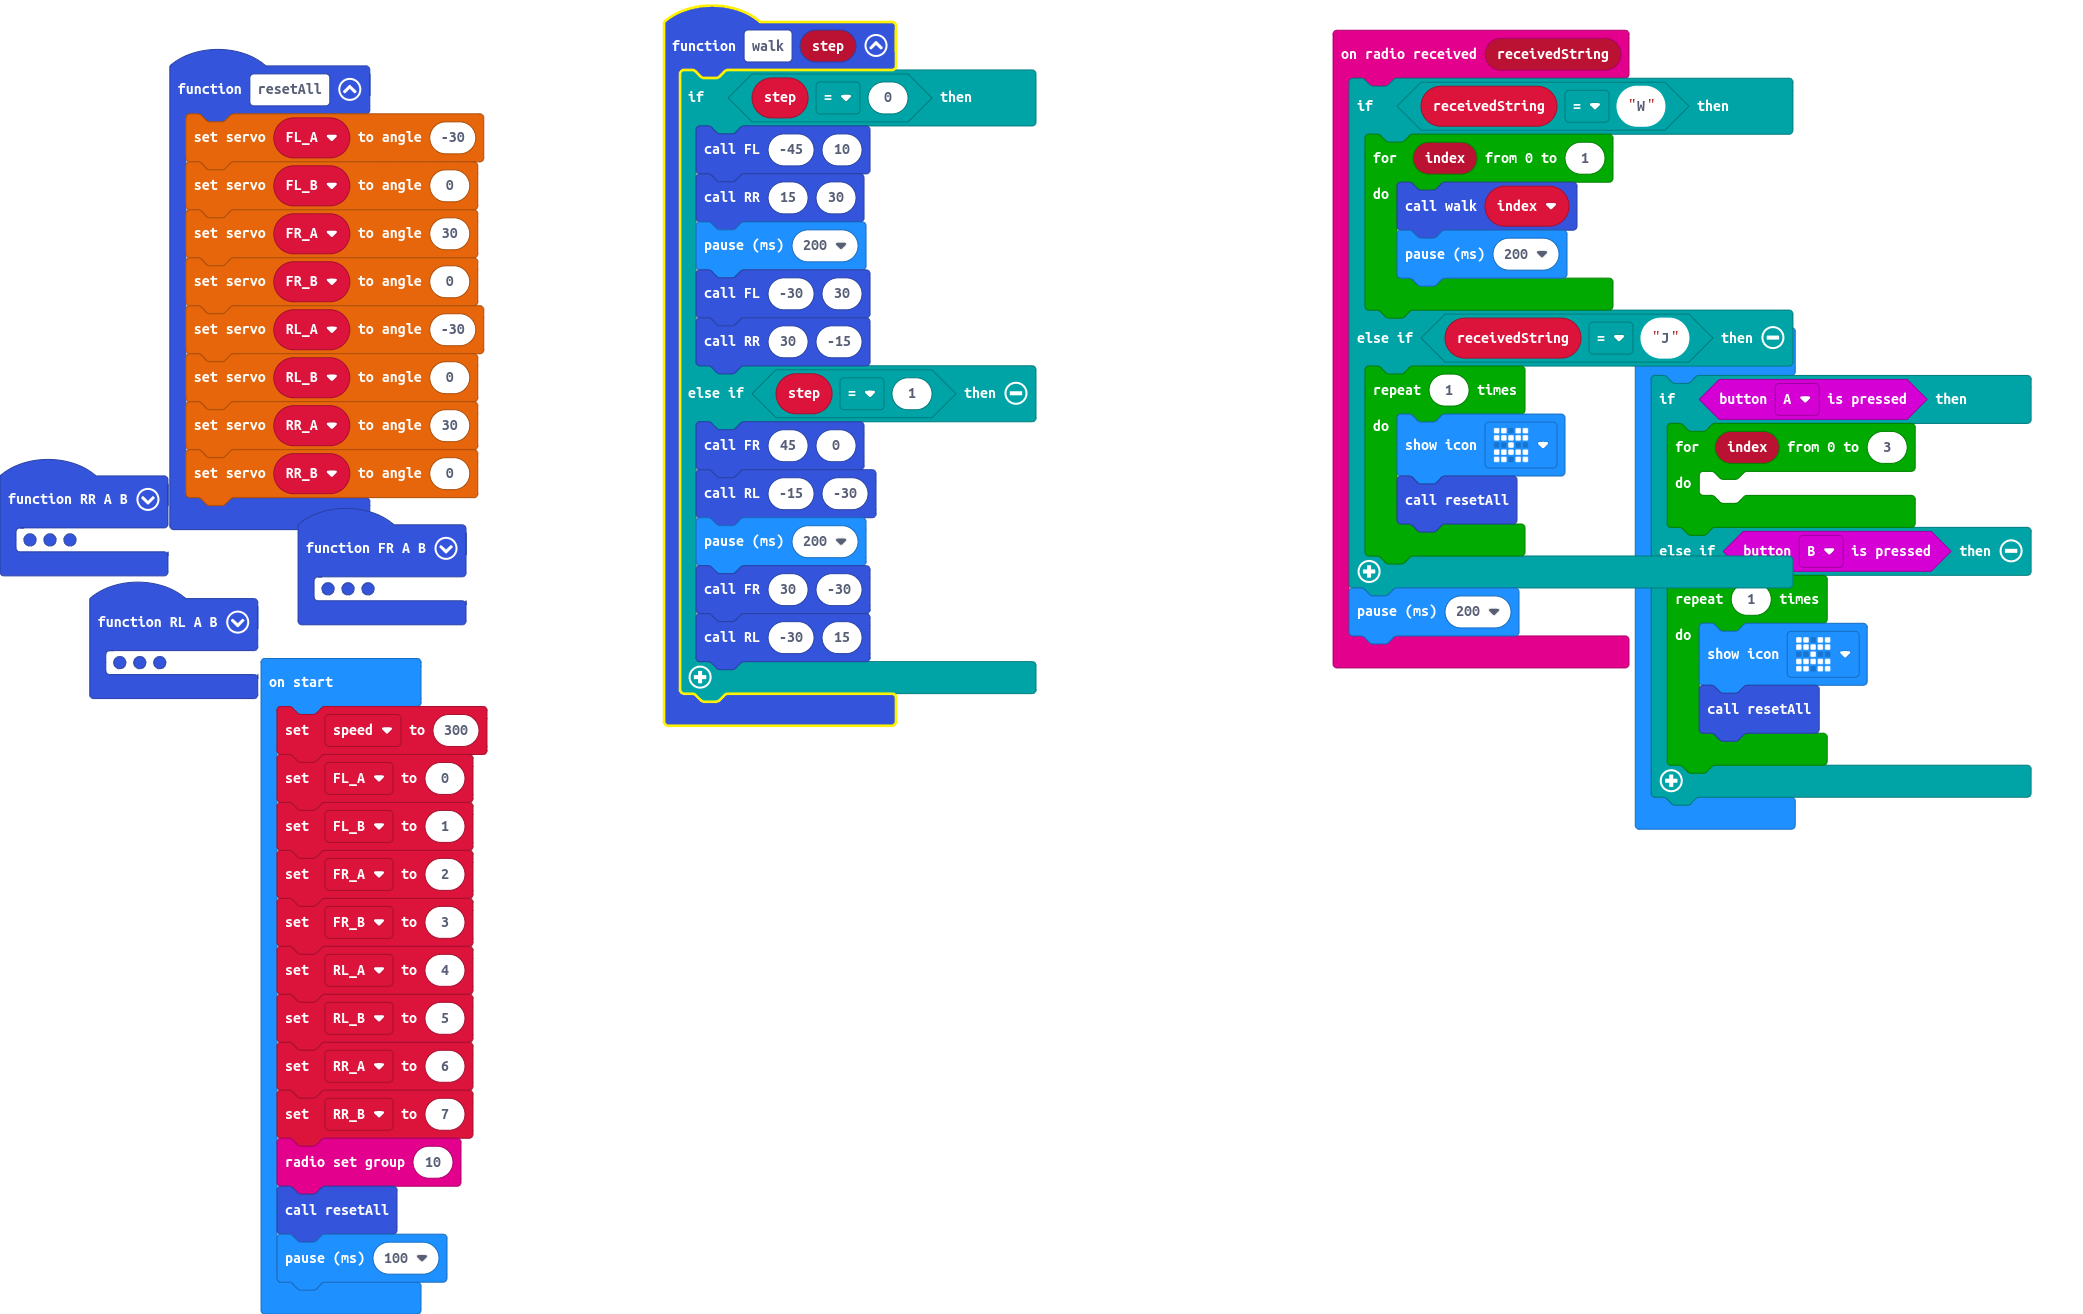 function resetAll
set servo FL_A to angle -30
set servo FL_B to angle 0
set servo FR_A to angle 30
set servo FR_B to angle 0
set servo RL_A to angle -30
set servo RL_B to angle 0
set servo RR_A to angle 30
set servo RR_B to angle 0
function RR A B
function FR A B
function RL A B
on start
set speed to 300
set FL_A to 0
set FL_B to 1
set FR_A to 2
set FR_B to 3
set RL_A to 4
set RL_B to 5
set RR_A to 6
set RR_B to 7
radio set group 10
call resetAll
pause (ms) 100
function walk step
if step = 0 then
call FL -45 10
call RR 15 30
pause (ms) 200
call FL -30 30
call RR 30 -15
else if step = 1 then
call FR 45 0
call RL -15 -30
pause (ms) 200
call FR 30 -30
call RL -30 15
on radio received receivedString
if receivedString = "W" then
for index from 0 to 1
do
call walk index
pause (ms) 200
else if receivedString = "J" then
repeat 1 times
do
show icon
call resetAll
pause (ms) 200
if button A is pressed then
for index from 0 to 3
do
else if button B is pressed then
repeat 1 times
do
show icon
call resetAll